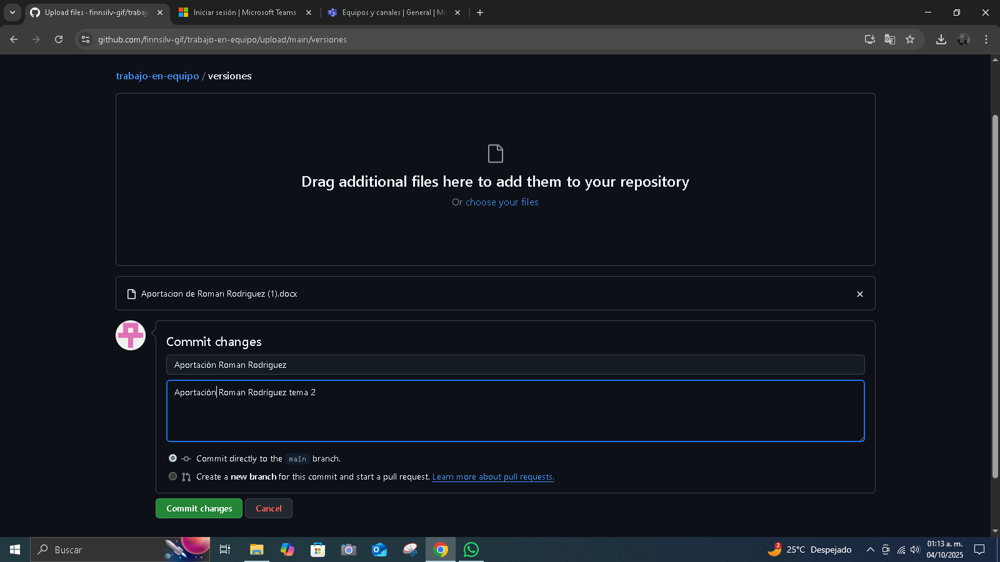 Upload files · finnsilv-gif/trabajo
Iniciar sesión | Microsoft Teams
Equipos y canales | General | Mi
github.com/finnsilv-gif/trabajo-en-equipo/upload/main/versiones
trabajo-en-equipo / versiones
Drag additional files here to add them to your repository
Or choose your files
Aportacion de Roman Rodriguez (1).docx
Commit changes
Aportación Roman Rodriguez
Aportación Roman Rodríguez tema 2
Commit directly to the main branch.
Create a new branch for this commit and start a pull request. Learn more about pull requests.
Commit changes
Cancel
Buscar
2
25°C Despejado
01:13 a. m.
04/10/2025